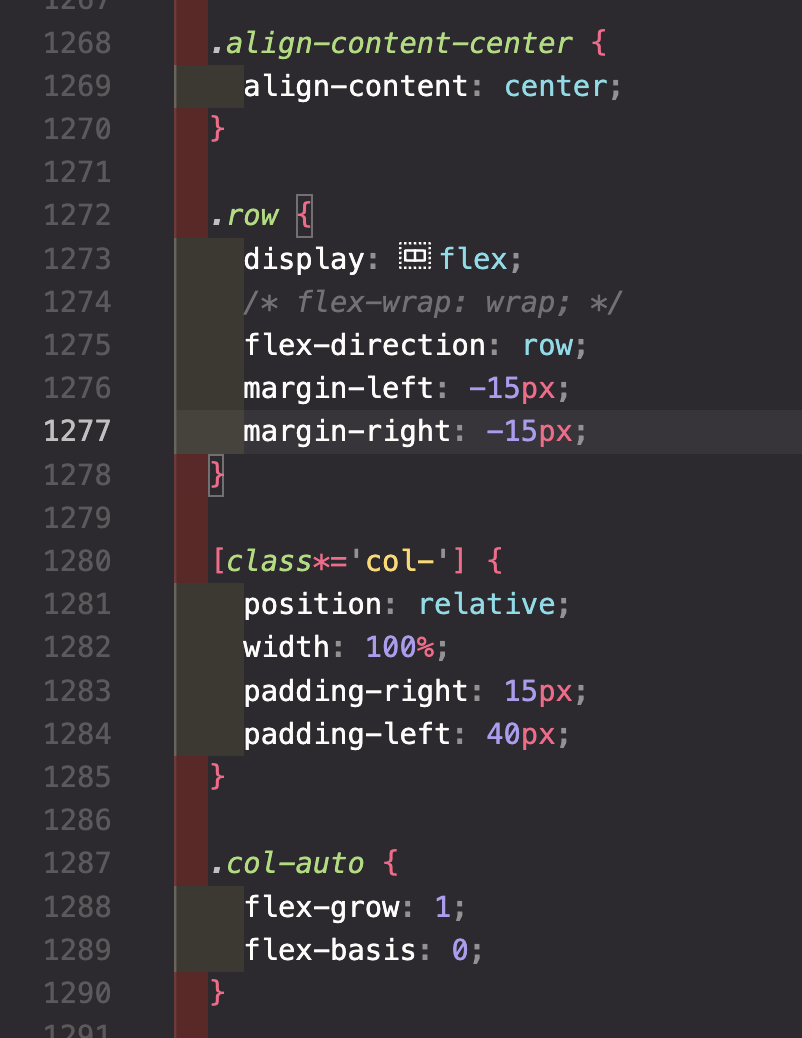 1267
1268 .align-content-center {
1269 align-content: center;
1270 }
1271
1272 .row {
1273 display: flex;
1274 /* flex-wrap: wrap; */
1275 flex-direction: row;
1276 margin-left: -15px;
1277 margin-right: -15px;
1278 }
1279
1280 [class*='col-'] {
1281 position: relative;
1282 width: 100%;
1283 padding-right: 15px;
1284 padding-left: 40px;
1285 }
1286
1287 .col-auto {
1288 flex-grow: 1;
1289 flex-basis: 0;
1290 }
1291